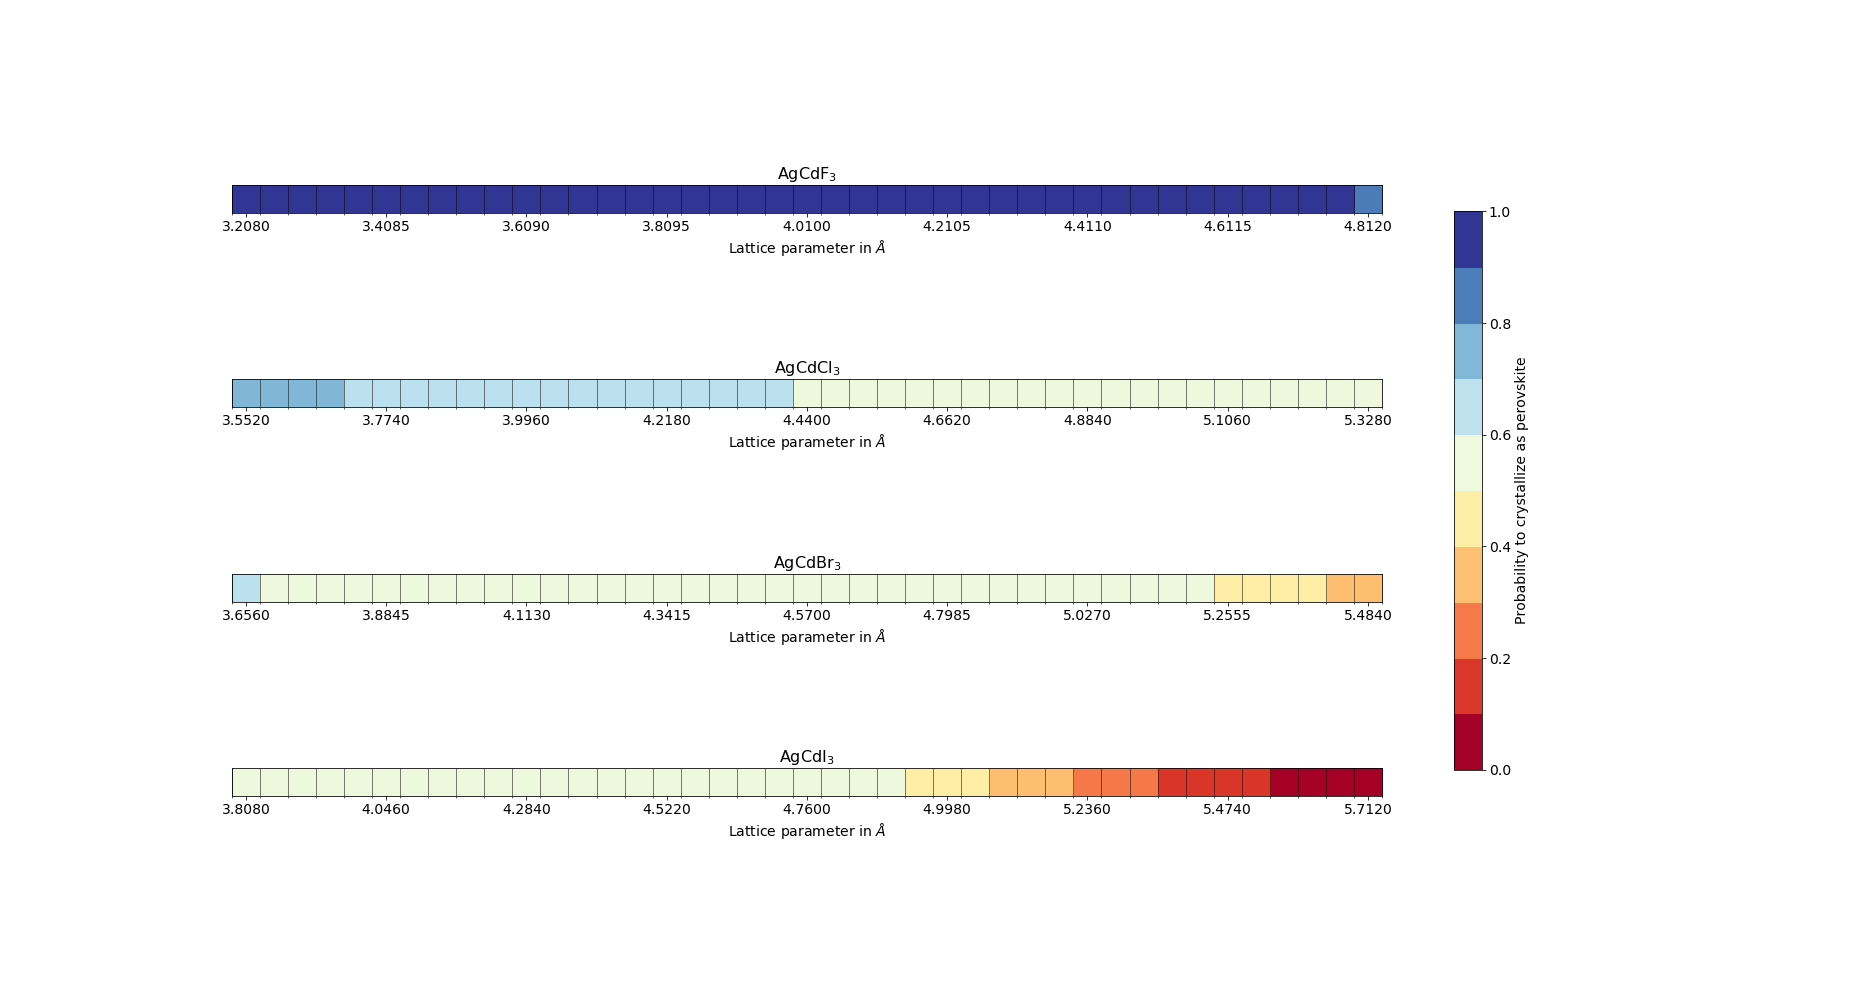 AgCdF₃
3.2080 3.4085 3.6090 3.8095 4.0100 4.2105 4.4110 4.6115 4.8120
Lattice parameter in Å
AgCdCl₃
3.5520 3.7740 3.9960 4.2180 4.4400 4.6620 4.8840 5.1060 5.3280
Lattice parameter in Å
AgCdBr₃
3.6560 3.8845 4.1130 4.3415 4.5700 4.7985 5.0270 5.2555 5.4840
Lattice parameter in Å
AgCdI₃
3.8080 4.0460 4.2840 4.5220 4.7600 4.9980 5.2360 5.4740 5.7120
Lattice parameter in Å
1.0
0.8
0.6
0.4
0.2
0.0
Probability to crystallize as perovskite